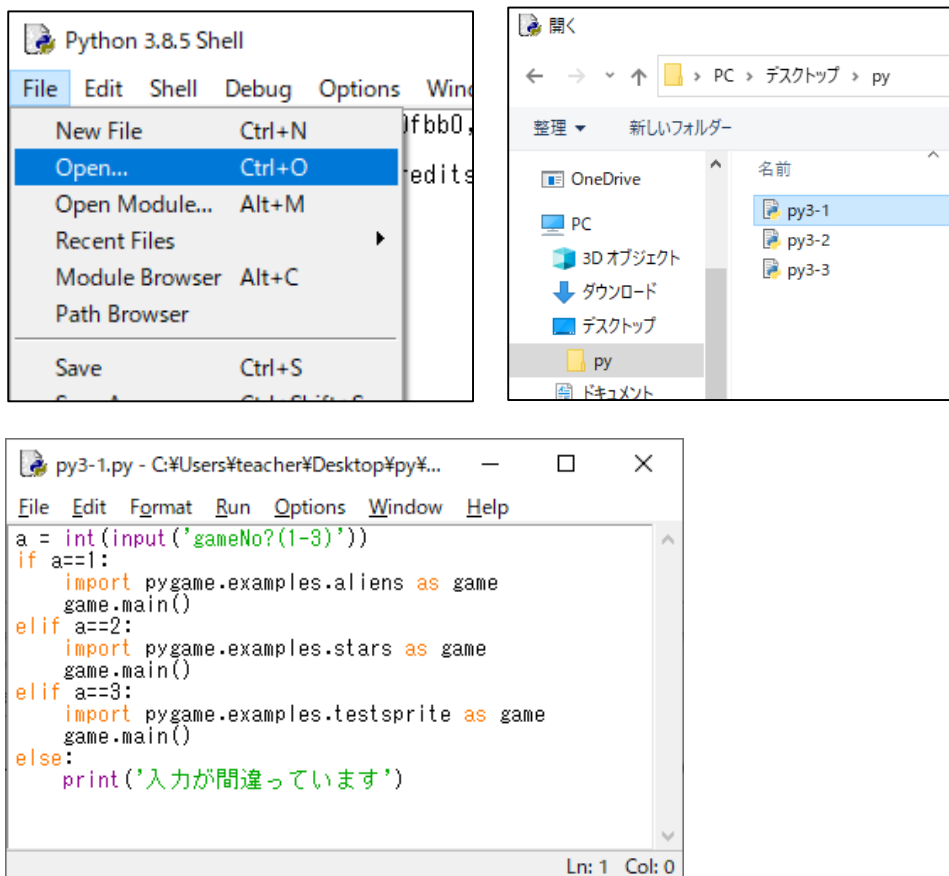 Python 3.8.5 Shell
File Edit Shell Debug Options
New File Ctrl+N
Open... Ctrl+O
Open Module... Alt+M
Recent Files
Module Browser Alt+C
Path Browser
Save Ctrl+S
開く
PC > デスクトップ > py
整理 新しいフォルダー
名前
OneDrive
PC
3D オブジェクト
ダウンロード
デスクトップ
py
ドキュメント
py3-1
py3-2
py3-3
py3-1.py - C:¥Users¥teacher¥Desktop¥py¥...
File Edit Format Run Options Window Help
a = int(input('gameNo?(1-3)'))
if a==1:
    import pygame.examples.aliens as game
    game.main()
elif a==2:
    import pygame.examples.stars as game
    game.main()
elif a==3:
    import pygame.examples.testsprite as game
    game.main()
else:
    print('入力が間違っています')
Ln: 1 Col: 0